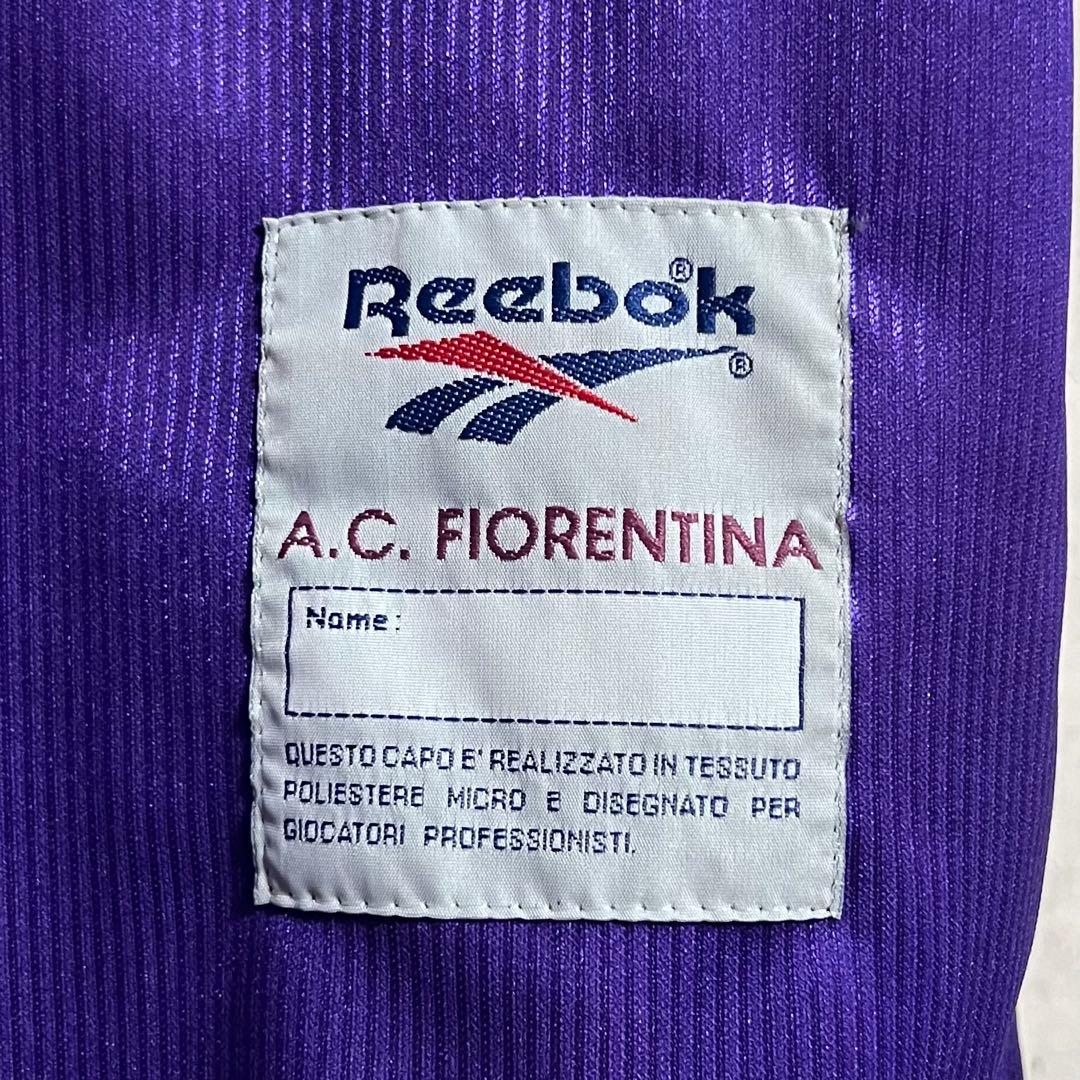 Reebok®
®
A.C. FIORENTINA
Name:
QUESTO CAPO E' REALIZZATO IN TESSUTO
POLIESTERE MICRO E DISEGNATO PER
GIOCATORI PROFESSIONISTI.